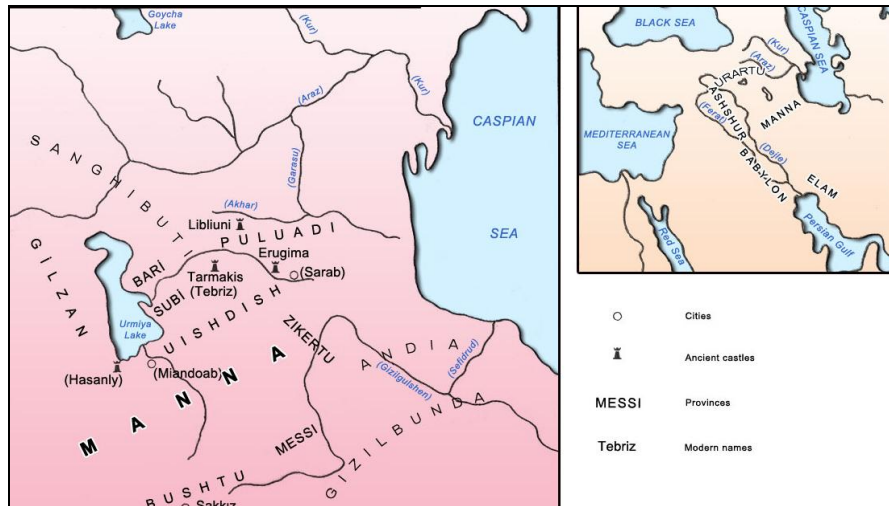 Goycha
Lake
(Kur)
(Araz)
(Kur)
CASPIAN
SEA
SANGHIBUTI
(Akhar)
(Garasu)
Libliuni
PULUADI
GILZAN
BARİ
Erugima
Tarmakis
(Tebriz)
(Sarab)
SUBİ
Urmiya
Lake
UISHDISH
ZIKERTU
ANDIA
(Sefidrud)
(Gizilgulshen)
(Hasanly)
(Miandoab)
MANNA
MESSI
GIZILBUNDA
BUSHTU
Sakkız
BLACK SEA
CASPIAN SEA
(Kur)
(Araz)
URARTU
MANNA
ASHSHUR
(Ferat)
MEDITERRANEAN
SEA
(Dejle)
BABYLON
ELAM
Red Sea
Persian Gulf
Cities
Ancient castles
MESSI Provinces
Tebriz Modern names